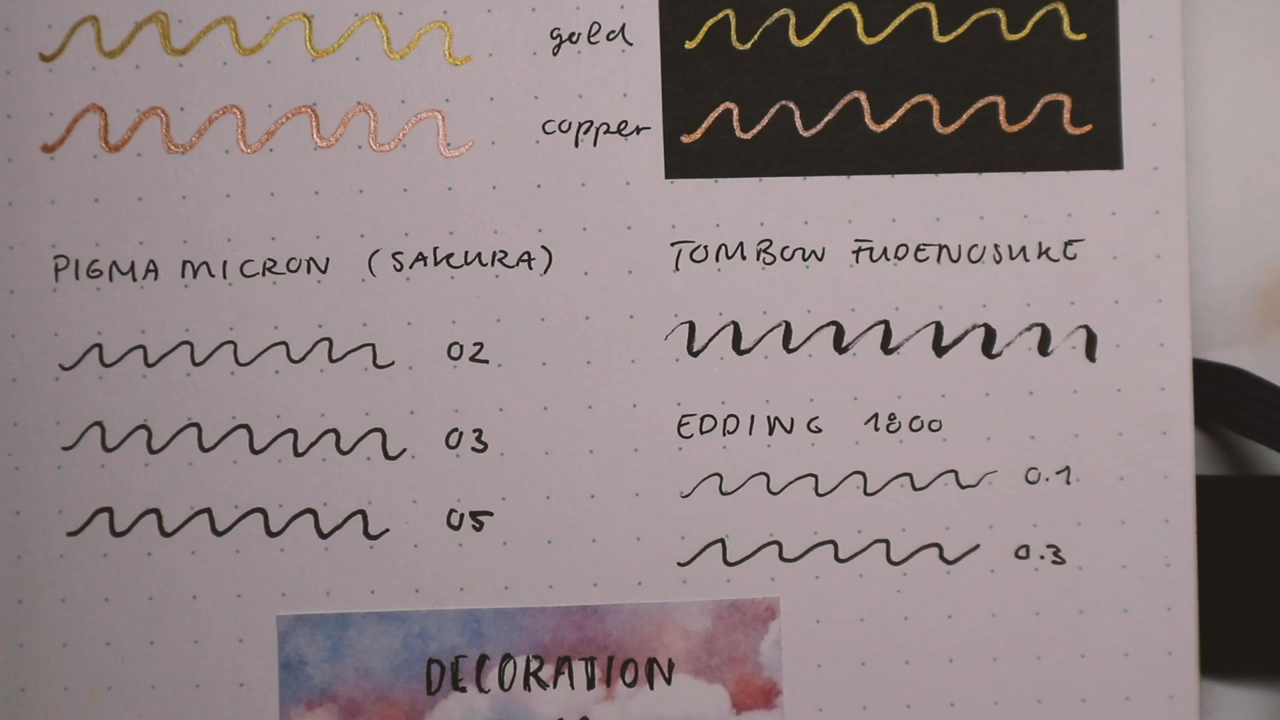 gold
copper
PIGMA MICRON (SAKURA)
02
03
05
TOMBOW FUDENOSUKE
EDDING 1800
0.1
0.3
DECORATION